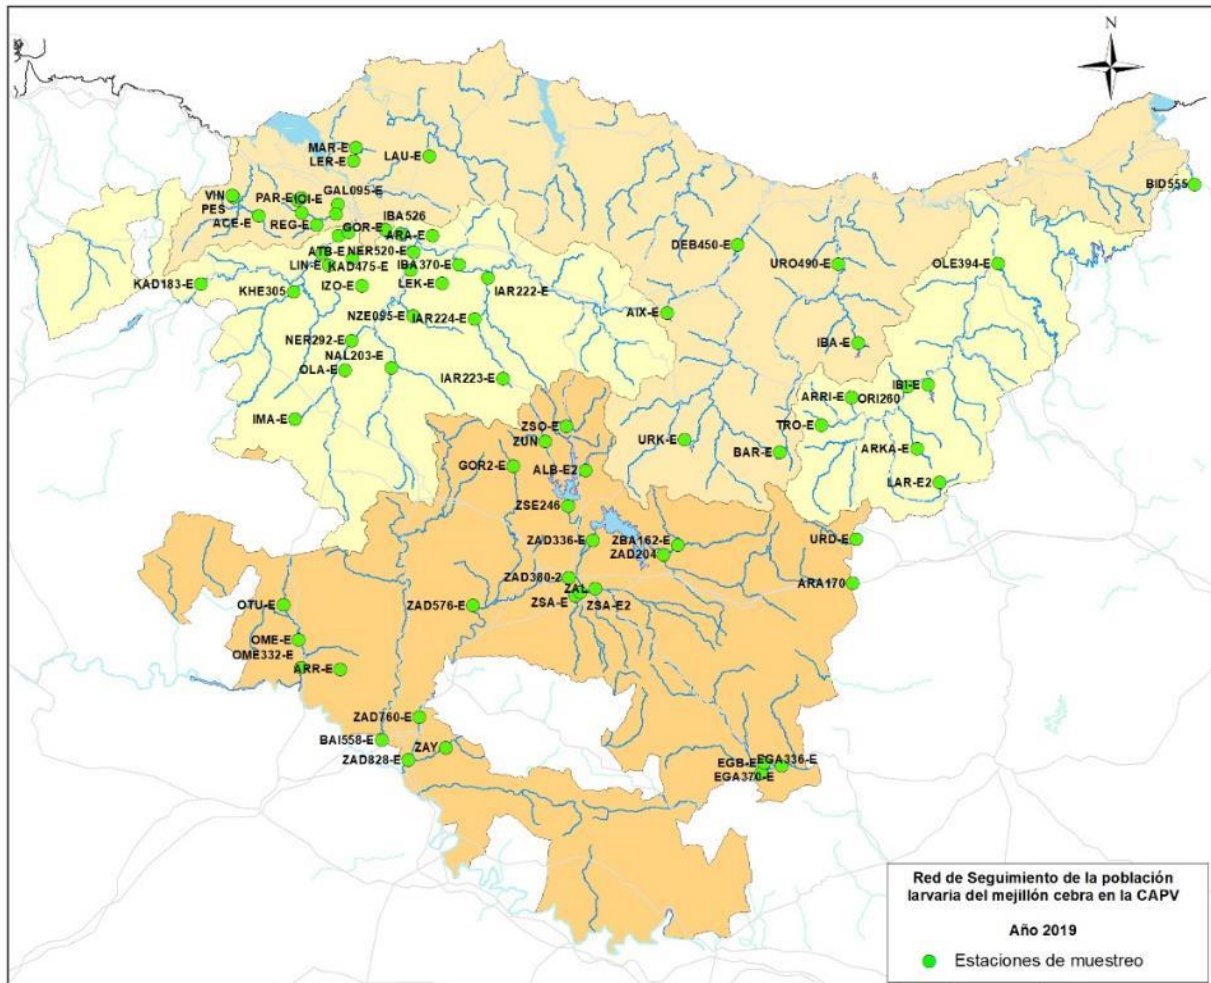 N
MAR-E
LER-E
LAU-E
VIN
PES
ACE-E
PAR-E
IOI-E
GAL095-E
REG-E
GOR-E
IBA526
ARA-E
BID555
DEB450-E
ATB-E
NER520-E
LIN-E
KAD475-E
IBA370-E
URO490-E
OLE394-E
KAD183-E
KHE305
IZO-E
LEK-E
IAR222-E
NZE095-E
IAR224-E
AIX-E
NER292-E
IBA-E
NAL203-E
OLA-E
IAR223-E
IBI-E
ARRI-E
ORI260
IMA-E
ZSO-E
ZUN
URK-E
TRO-E
BAR-E
ARKA-E
GOR2-E
ALB-E2
LAR-E2
ZSE246
ZAD336-E
ZBA162-E
ZAD204
URD-E
ZAD380-2
ZAL
ARA170
ZSA-E
ZSA-E2
OTU-E
ZAD576-E
OME-E
OME332-E
ARR-E
ZAD760-E
BAI558-E
ZAY
ZAD828-E
EGB-E
EGA336-E
EGA370-E
Red de Seguimiento de la población
larvaria del mejillón cebra en la CAPV
Año 2019
Estaciones de muestreo